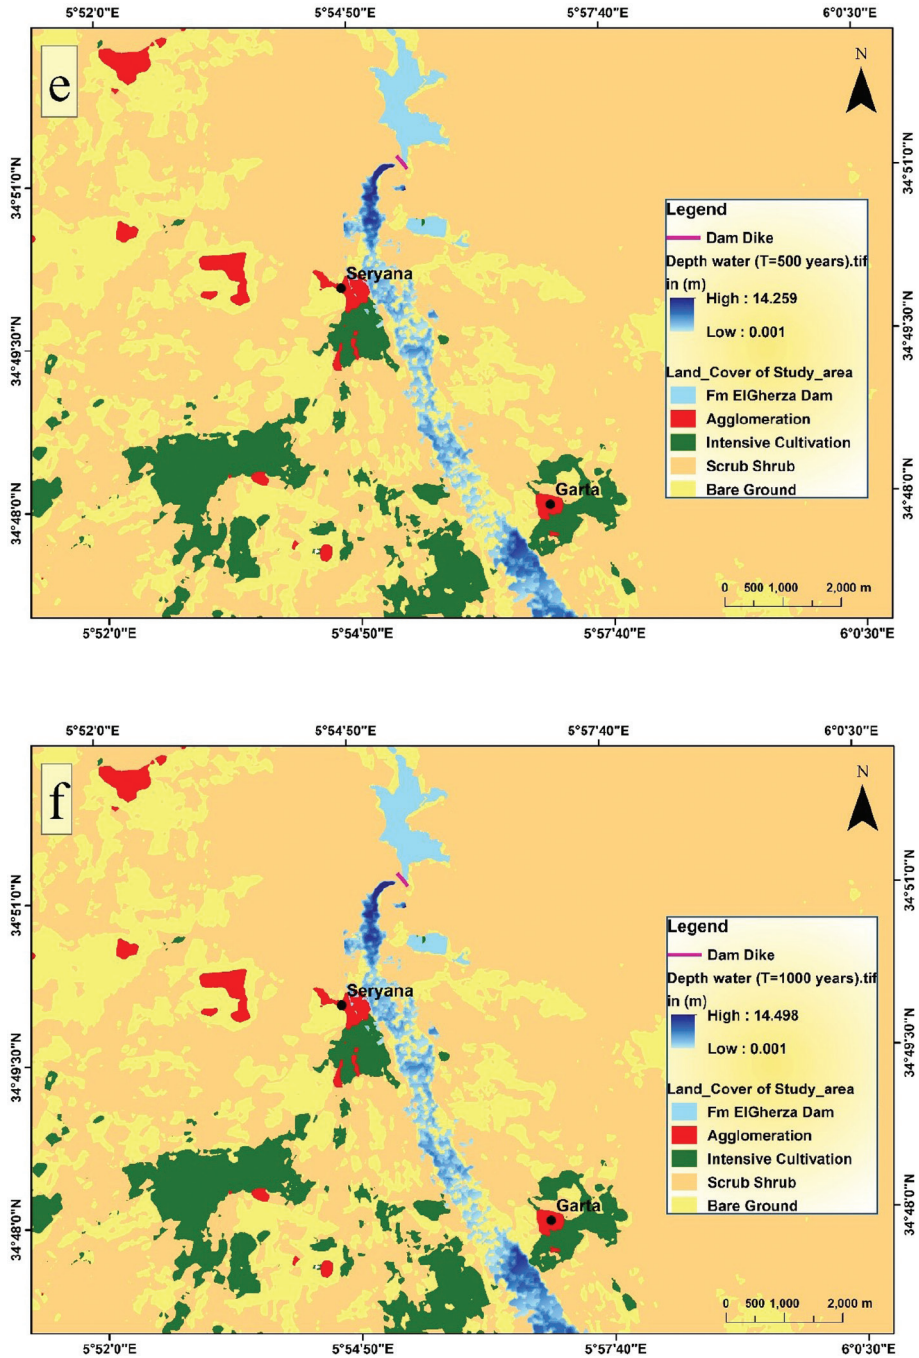 5°52'0"E 5°54'50"E 5°57'40"E 6°0'30"E
e
N
34°51'0"N
34°51'0"N
Legend
Dam Dike
Depth water (T=500 years).tif
in (m)
High : 14.259
Low : 0.001
Land_Cover of Study_area
Fm ElGherza Dam
Agglomeration
Intensive Cultivation
Scrub Shrub
Bare Ground
Seryana
34°49'30"N
34°49'30"N
Garta
34°48'0"N
34°48'0"N
0 500 1,000 2,000 m
5°52'0"E 5°54'50"E 5°57'40"E 6°0'30"E
5°52'0"E 5°54'50"E 5°57'40"E 6°0'30"E
f
N
34°51'0"N
34°51'0"N
Legend
Dam Dike
Depth water (T=1000 years).tif
in (m)
High : 14.498
Low : 0.001
Land_Cover of Study_area
Fm ElGherza Dam
Agglomeration
Intensive Cultivation
Scrub Shrub
Bare Ground
Seryana
34°49'30"N
34°49'30"N
Garta
34°48'0"N
34°48'0"N
0 500 1,000 2,000 m
5°52'0"E 5°54'50"E 5°57'40"E 6°0'30"E